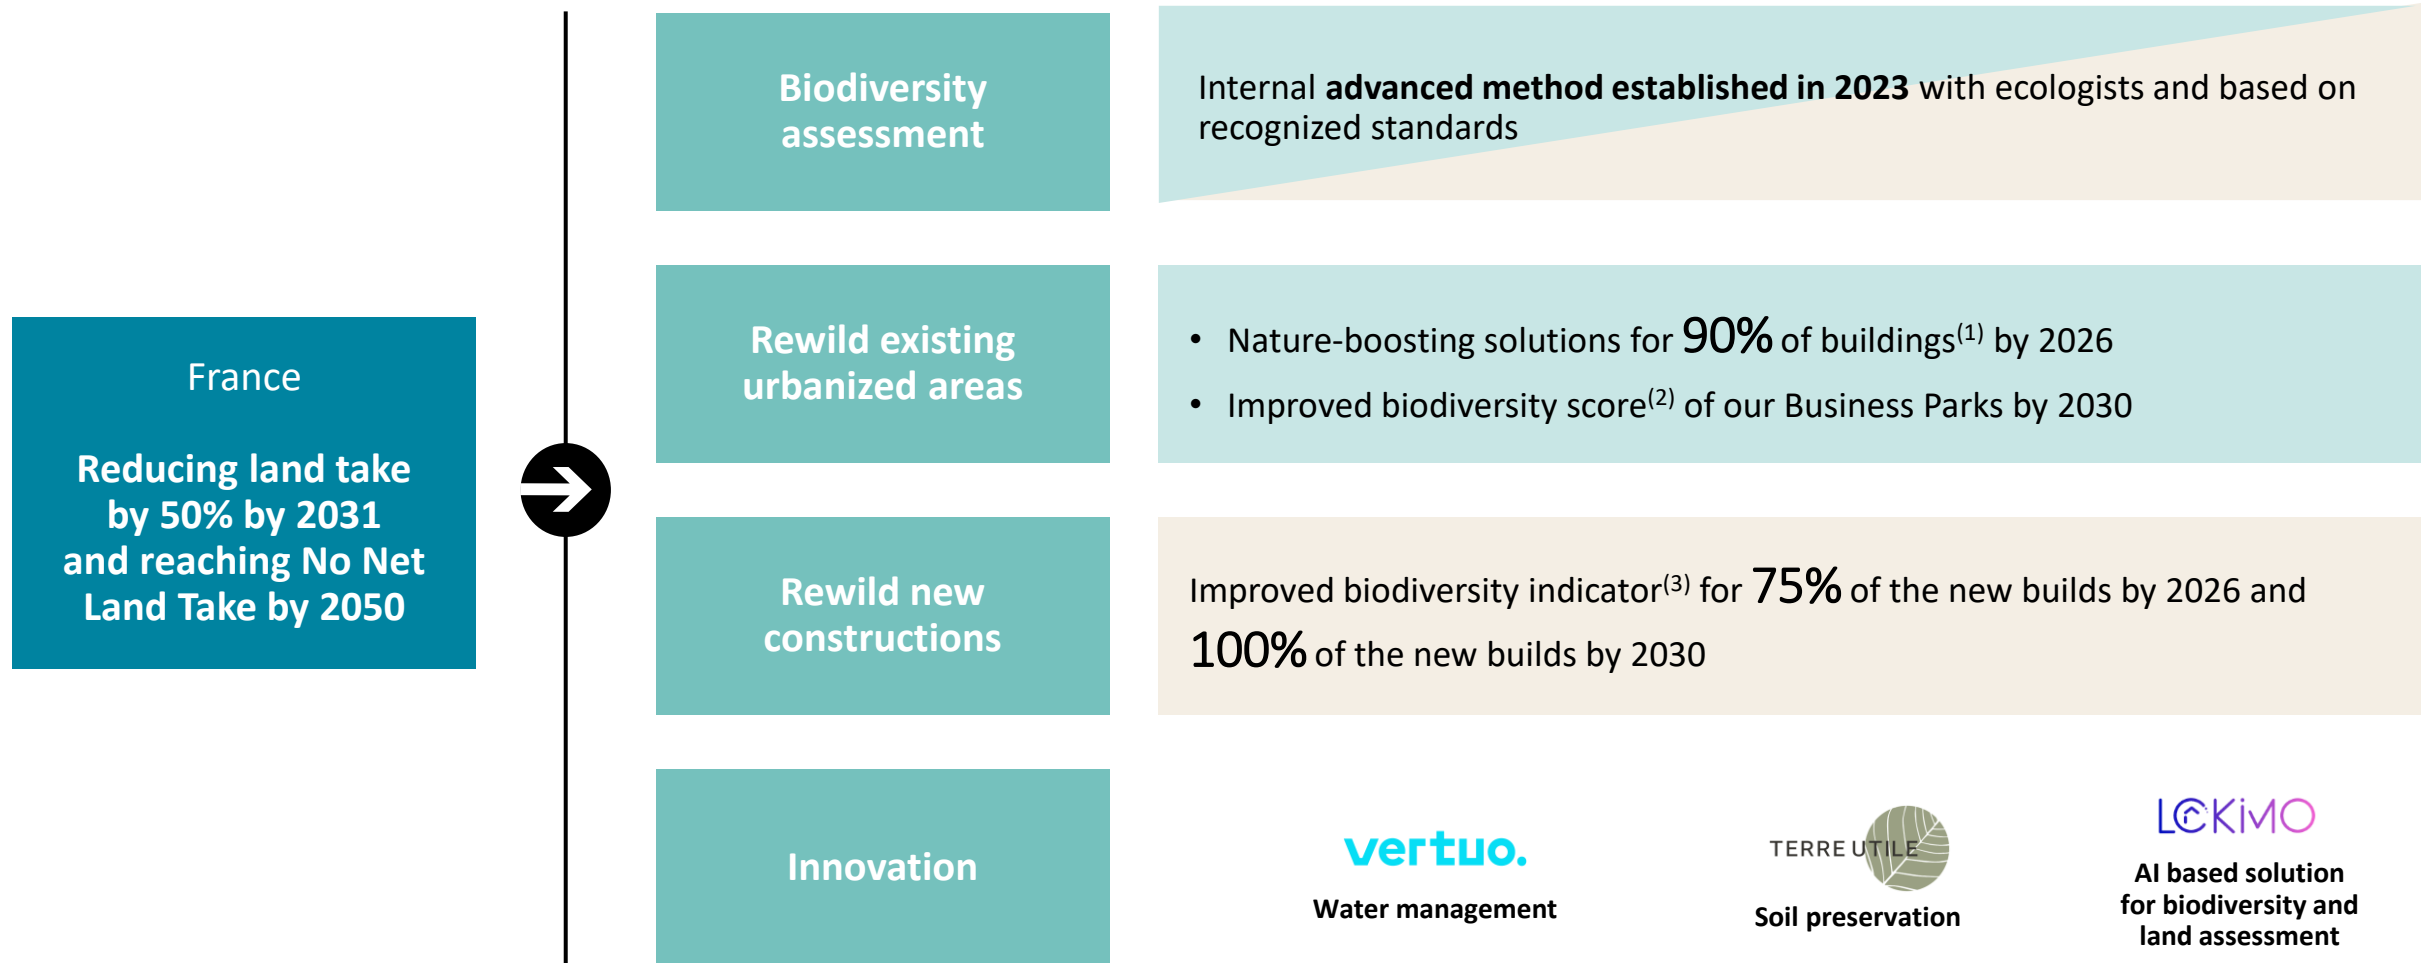 France
Reducing land take
by 50% by 2031
and reaching No Net
Land Take by 2050
Biodiversity
assessment
Internal advanced method established in 2023 with ecologists and based on
recognized standards
Rewild existing
urbanized areas
• Nature-boosting solutions for 90% of buildings(1) by 2026
• Improved biodiversity score(2) of our Business Parks by 2030
Rewild new
constructions
Improved biodiversity indicator(3) for 75% of the new builds by 2026 and
100% of the new builds by 2030
Innovation
vertuo.
Water management
TERRE UTILE
Soil preservation
LOKIMO
AI based solution
for biodiversity and
land assessment